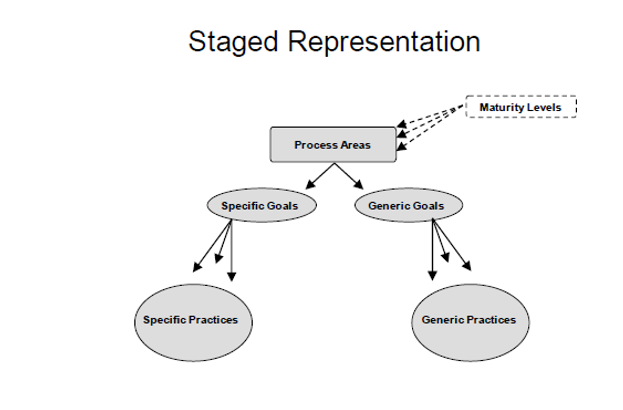 Staged Representation
Maturity Levels
Process Areas
Specific Goals
Generic Goals
Specific Practices
Generic Practices